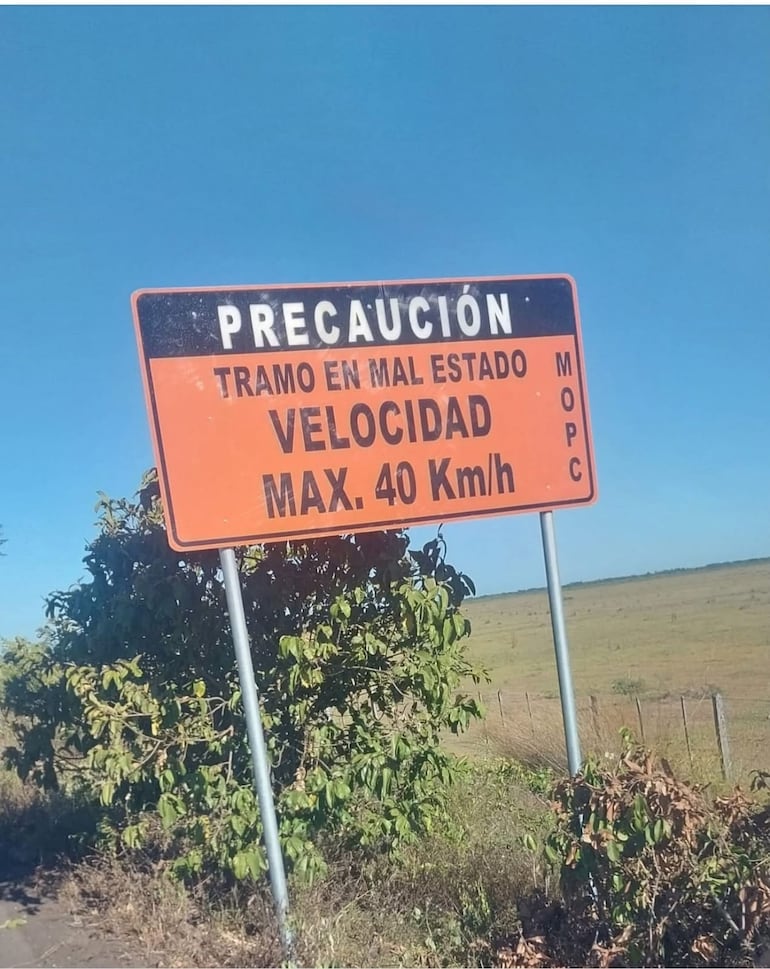 PRECAUCIÓN
TRAMO EN MAL ESTADO
VELOCIDAD
MAX. 40 Km/h
MOPC